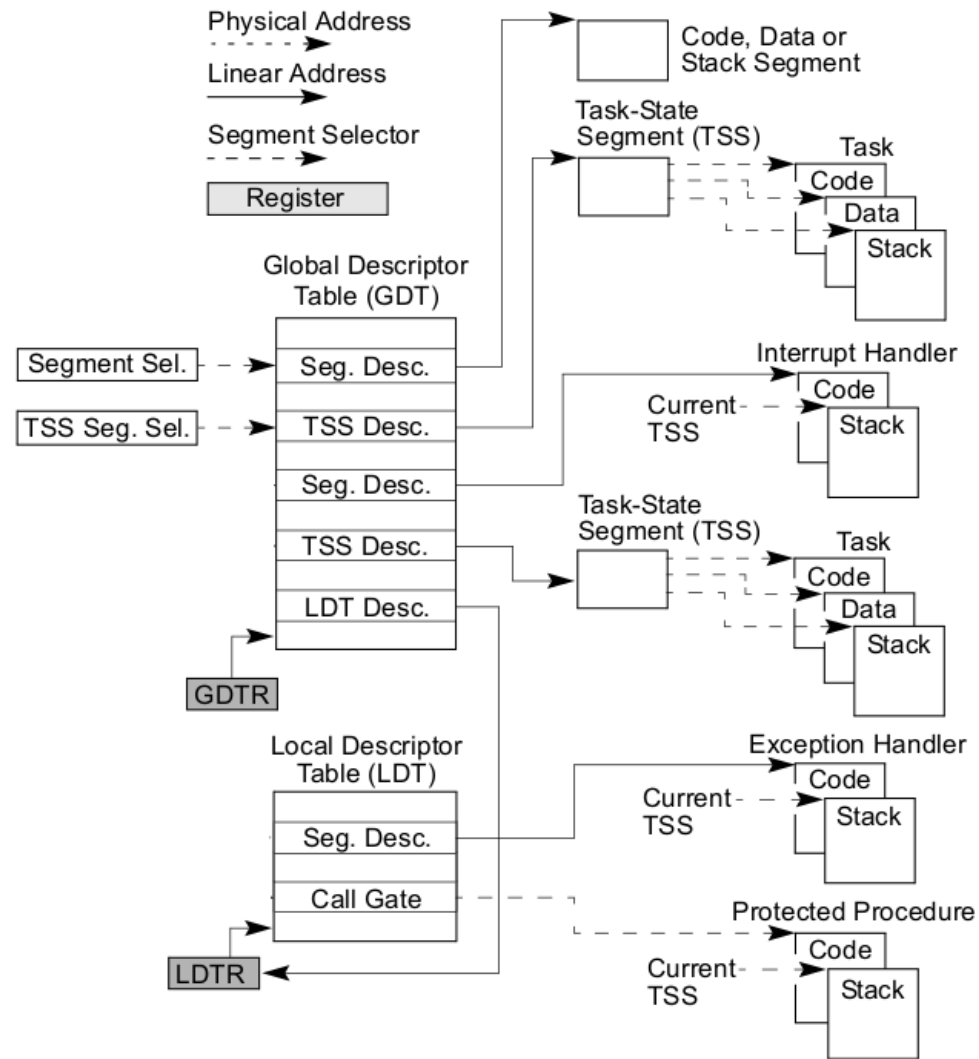 Physical Address
Linear Address
Segment Selector
Register
Code, Data or
Stack Segment
Task-State
Segment (TSS)
Task
Code
Data
Stack
Global Descriptor
Table (GDT)
Segment Sel.
Seg. Desc.
TSS Seg. Sel.
TSS Desc.
Seg. Desc.
TSS Desc.
LDT Desc.
GDTR
Interrupt Handler
Code
Current
TSS
Stack
Task-State
Segment (TSS)
Task
Code
Data
Stack
Local Descriptor
Table (LDT)
Seg. Desc.
Call Gate
LDTR
Exception Handler
Code
Current
TSS
Stack
Protected Procedure
Code
Current
TSS
Stack